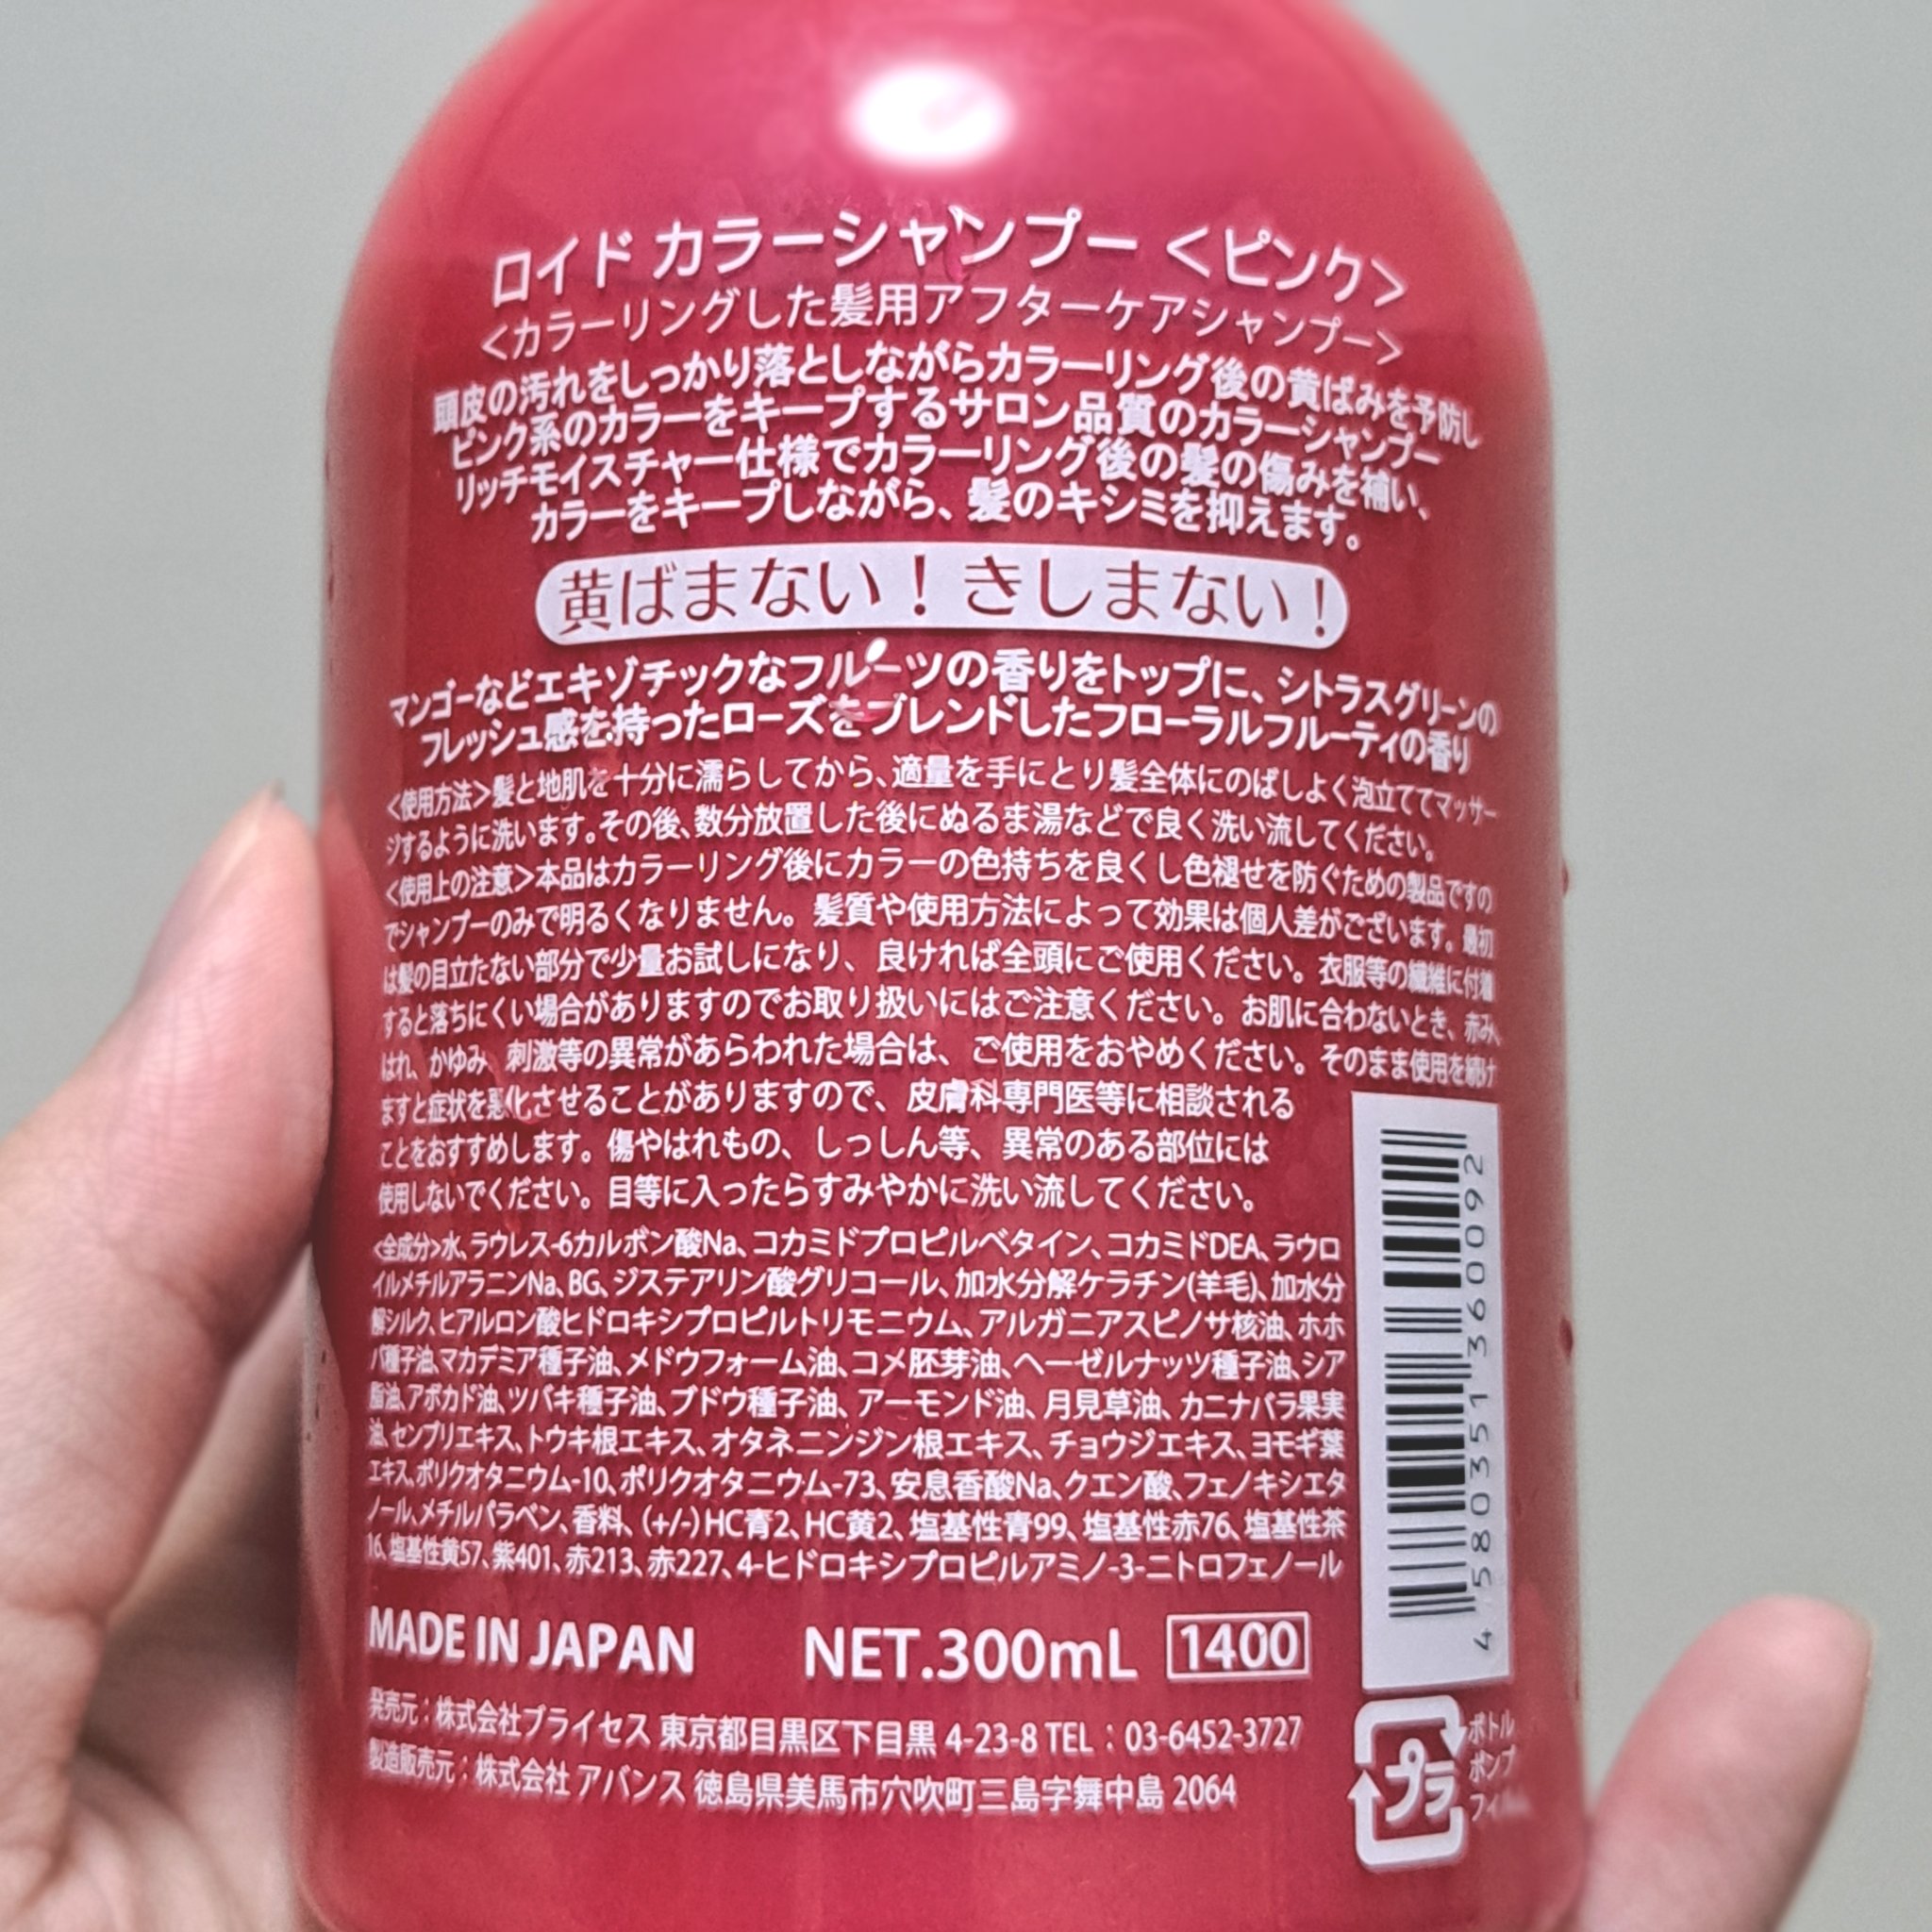 ロイド カラーシャンプー <ピンク>
<カラーリングした髪用アフターケアシャンプー>
頭皮の汚れをしっかり落としながらカラーリング後の黄ばみを予防し
ピンク系のカラーをキープするサロン品質のカラーシャンプー
リッチモイスチャー仕様でカラーリング後の髪の傷みを補い、
カラーをキープしながら、髪のキシミを抑えます。
黄ばまない！きしまない！
マンゴーなどエキゾチックなフルーツの香りをトップに、シトラスグリーンの
フレッシュ感を持ったローズをブレンドしたフローラルフルーティの香り
<使用方法>髪と地肌を十分に濡らしてから、適量を手にとり髪全体にのばしよく泡立ててマッサー
ジするように洗います。その後、数分放置した後にぬるま湯などで良く洗い流してください。
<使用上の注意>本品はカラーリング後にカラーの色持ちを良くし色褪せを防ぐための製品ですの
でシャンプーのみで明るくなりません。髪質や使用方法によって効果は個人差がございます。最初
は髪の目立たない部分で少量お試しになり、良ければ全頭にご使用ください。衣服等の繊維に付着
すると落ちにくい場合がありますのでお取り扱いにはご注意ください。お肌に合わないとき、赤み、
はれ、かゆみ、刺激等の異常があらわれた場合は、ご使用をおやめください。そのまま使用を続け
ますと症状を悪化させることがありますので、皮膚科専門医等に相談される
ことをおすすめします。傷やはれもの、しっしん等、異常のある部位には
使用しないでください。目等に入ったらすみやかに洗い流してください。
<全成分>水、ラウレス-6カルボン酸Na、コカミドプロピルベタイン、コカミドDEA、ラウロ
イルメチルアラニンNa、BG、ジステアリン酸グリコール、加水分解ケラチン(羊毛)、加水分
解シルク、ヒアルロン酸ヒドロキシプロピルトリモニウム、アルガニアスピノサ核油、ホホ
バ種子油、マカデミア種子油、メドウフォーム油、コメ胚芽油、ヘーゼルナッツ種子油、シア
脂油、アボカド油、ツバキ種子油、ブドウ種子油、アーモンド油、月見草油、カニナバラ果実
油、センブリエキス、トウキ根エキス、オタネニンジン根エキス、チョウジエキス、ヨモギ葉
エキス、ポリクオタニウム-10、ポリクオタニウム-73、安息香酸Na、クエン酸、フェノキシエタ
ノール、メチルパラベン、香料、(+/-)HC青2、HC黄2、塩基性青99、塩基性赤76、塩基性茶
16、塩基性黄57、紫401、赤213、赤227、4-ヒドロキシプロピルアミノ-3-ニトロフェノール
4 580351 360092
MADE IN JAPAN NET.300mL 1400
発売元：株式会社プライセス 東京都目黒区下目黒 4-23-8 TEL：03-6452-3727
製造販売元：株式会社 アバンス 徳島県美馬市穴吹町三島字舞中島 2064
プラ
ボトル
ポンプ